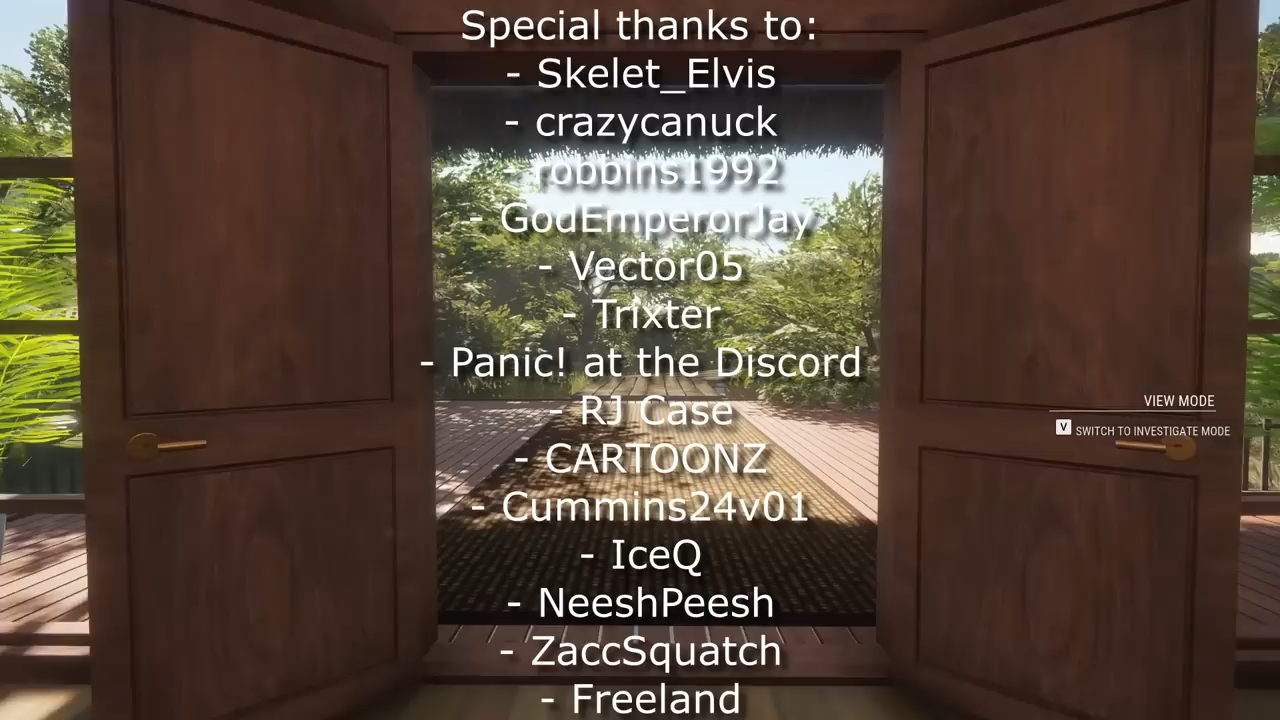 Special thanks to:
- Skelet_Elvis
- crazycanuck
- robbins1992
- GodEmperorJay
- Vector05
- Trixter
- Panic! at the Discord
- RJ Case
- CARTOONZ
- Cummins24v01
- IceQ
- NeeshPeesh
- ZaccSquatch
- Freeland
VIEW MODE
V SWITCH TO INVESTIGATE MODE